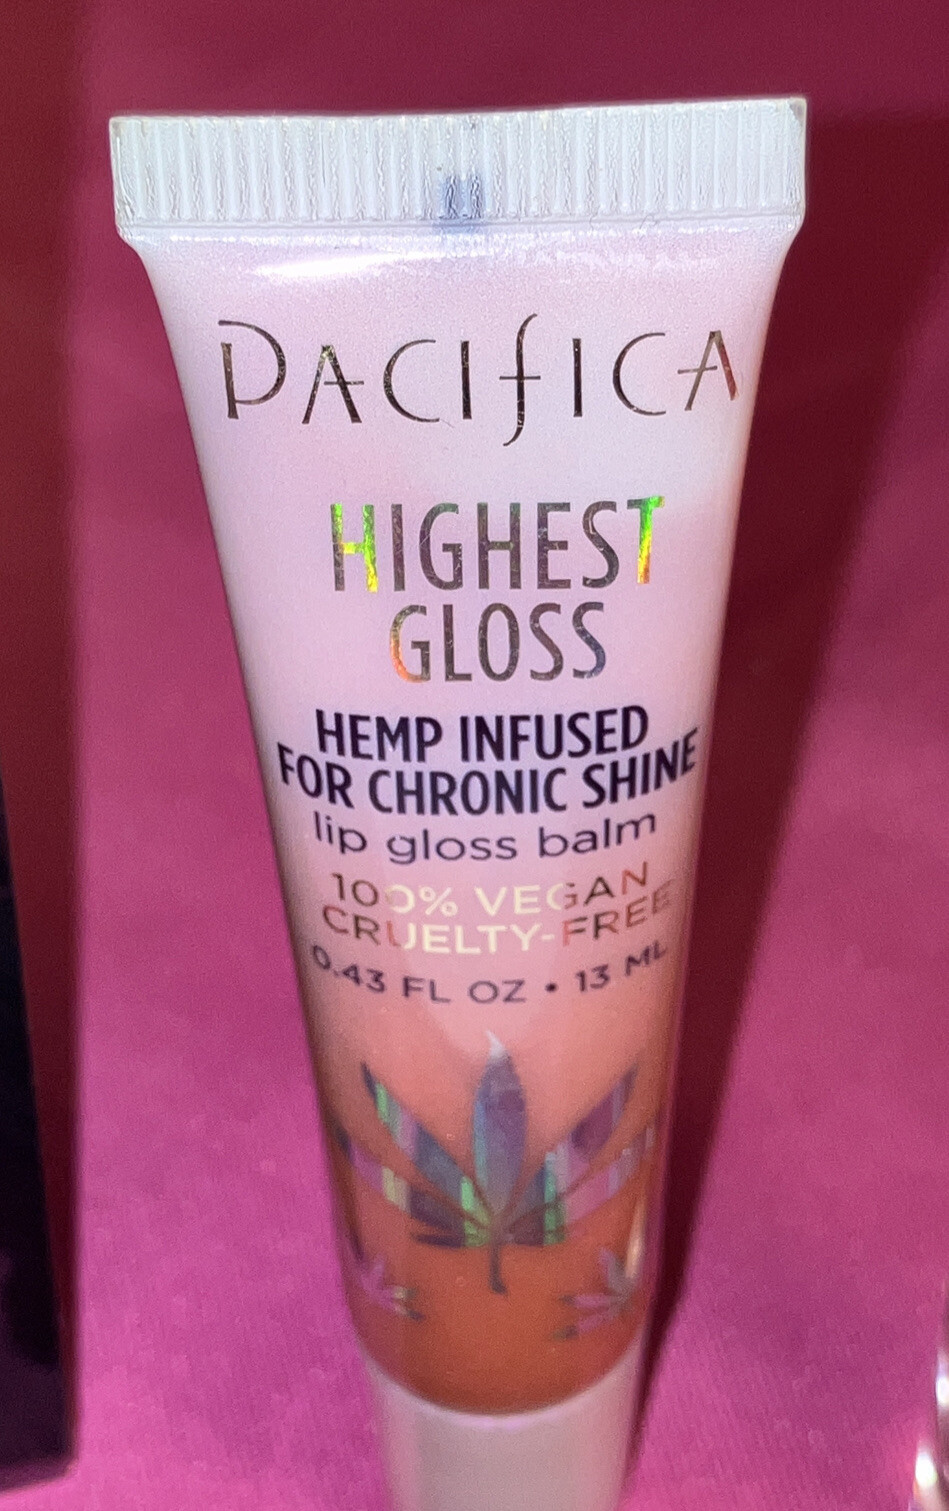 PACIFICA
HIGHEST
GLOSS
HEMP INFUSED
FOR CHRONIC SHINE
lip gloss balm
100% VEGAN
CRUELTY-FREE
0.43 FL OZ • 13 ML